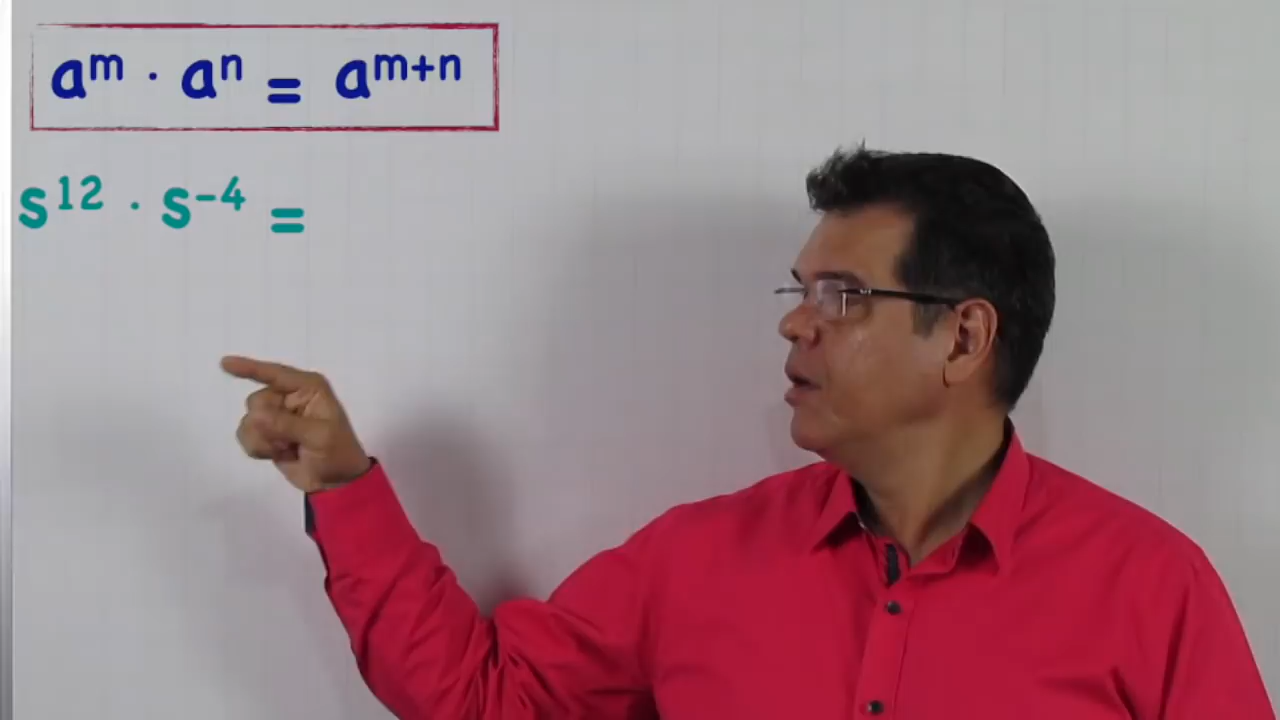 aᵐ · aⁿ = aᵐ⁺ⁿ
s¹² · s⁻⁴ =